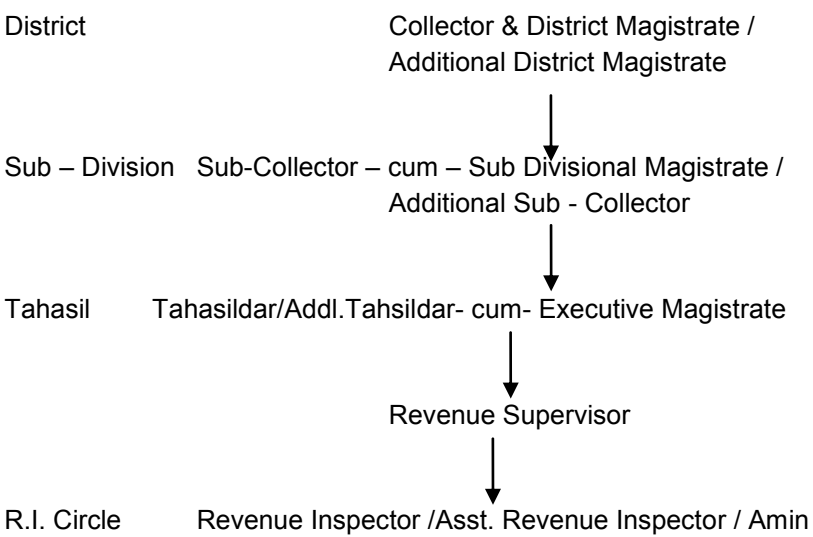 District Collector & District Magistrate /
Additional District Magistrate
Sub – Division Sub-Collector – cum – Sub Divisional Magistrate /
Additional Sub - Collector
Tahasil Tahasildar/Addl.Tahsildar- cum- Executive Magistrate
Revenue Supervisor
R.I. Circle Revenue Inspector /Asst. Revenue Inspector / Amin